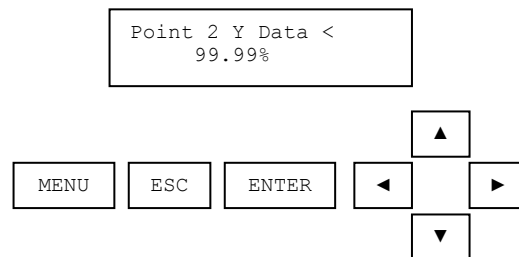 Point 2 Y Data <
99.99%
▲
MENU ESC ENTER ◄ ►
▼